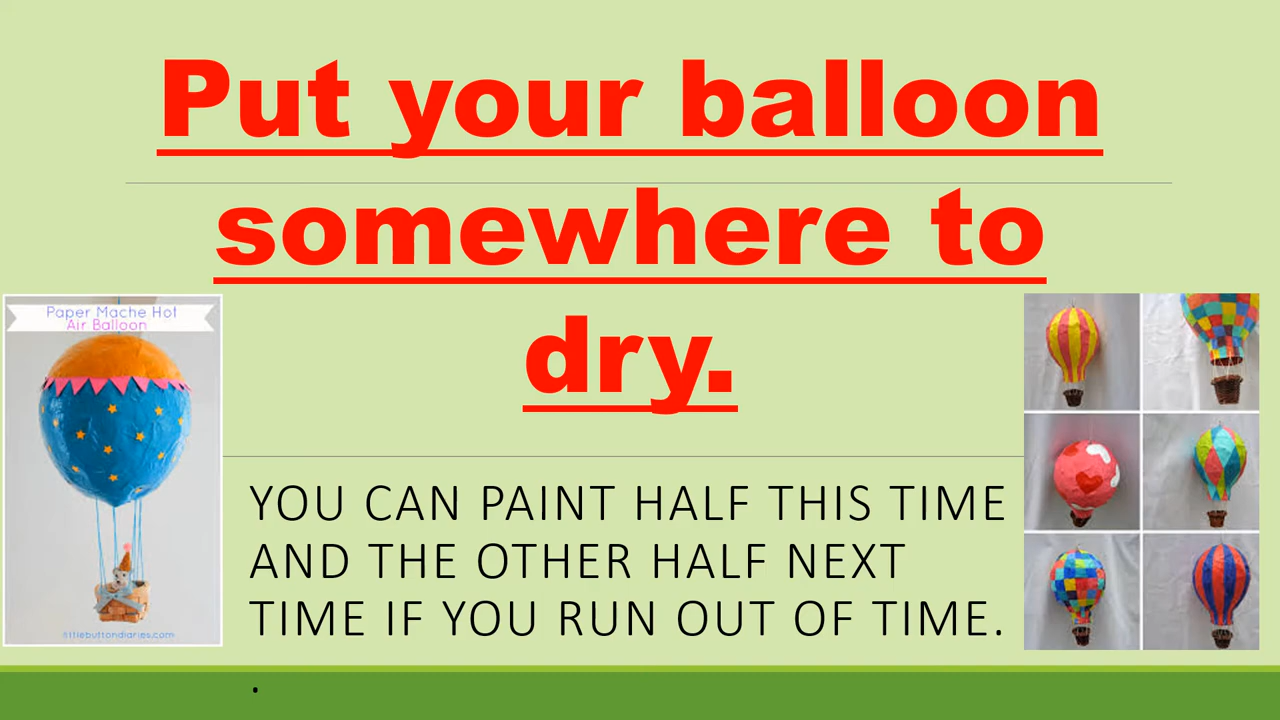 Put your balloon
somewhere to
dry.
Paper Mache Hot
Air Balloon
littlebuttondiaries.com
YOU CAN PAINT HALF THIS TIME
AND THE OTHER HALF NEXT
TIME IF YOU RUN OUT OF TIME.
.